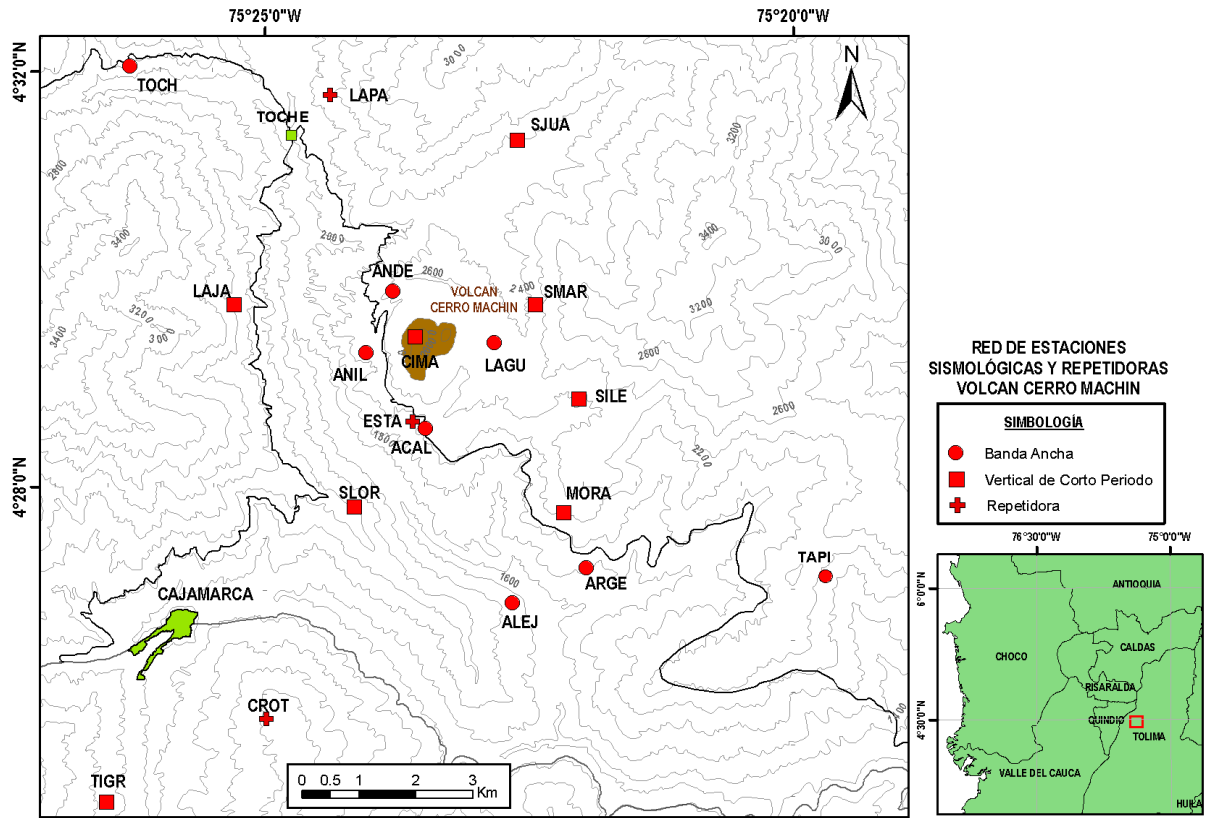 75°25'0"W
75°20'0"W
4°32'0"N
4°28'0"N
N
TOCH
LAPA
TOCHE
SJUA
3000
3200
2800
3400
2900
3400
3000
ANDE
2600
LAJA
VOLCAN
CERRO MACHIN
2400
SMAR
3200
3200
3000
3400
CIMA
LAGU
2600
ANIL
SILE
ESTA
ACAL
1800
2600
2200
SLOR
MORA
TAPI
ARGE
1600
ALEJ
CAJAMARCA
CROT
TIGR
0 0.5 1 2 3
Km
RED DE ESTACIONES
SISMOLÓGICAS Y REPETIDORAS
VOLCAN CERRO MACHIN
SIMBOLOGÍA
Banda Ancha
Vertical de Corto Periodo
Repetidora
76°30'0"W
75°0'0"W
6°0'0"N
4°30'0"N
ANTIOQUIA
CHOCO
CALDAS
RISARALDA
QUINDIO
TOLIMA
VALLE DEL CAUCA
HUILA